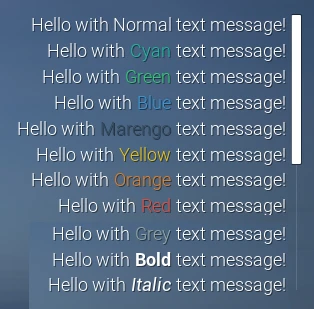 Hello with Normal text message!
Hello with Cyan text message!
Hello with Green text message!
Hello with Blue text message!
Hello with Marengo text message!
Hello with Yellow text message!
Hello with Orange text message!
Hello with Red text message!
Hello with Grey text message!
Hello with Bold text message!
Hello with Italic text message!